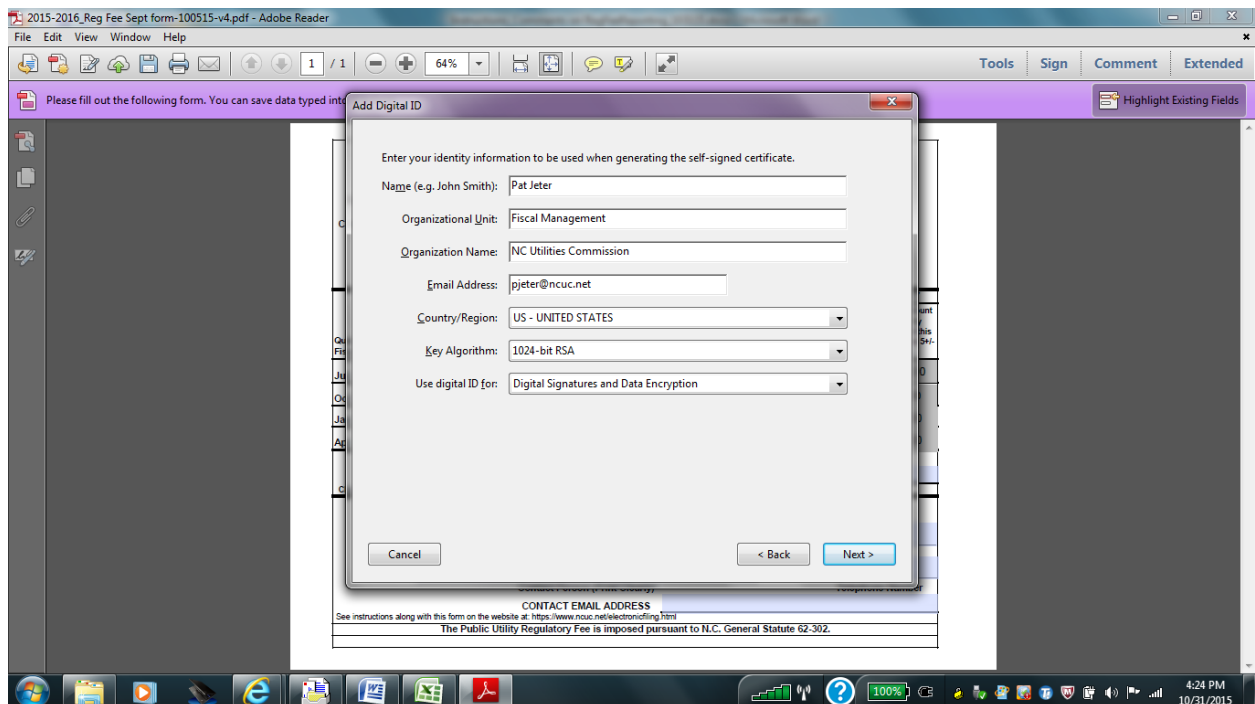 2015-2016_Reg Fee Sept form-100515-v4.pdf - Adobe Reader
File Edit View Window Help
1 / 1 64% Tools Sign Comment Extended
Please fill out the following form. You can save data typed into
Highlight Existing Fields
Add Digital ID
Enter your identity information to be used when generating the self-signed certificate.
Name (e.g. John Smith): Pat Jeter
Organizational Unit: Fiscal Management
Organization Name: NC Utilities Commission
Email Address: pjeter@ncuc.net
Country/Region: US - UNITED STATES
Key Algorithm: 1024-bit RSA
Use digital ID for: Digital Signatures and Data Encryption
Cancel < Back Next >
CONTACT EMAIL ADDRESS
See instructions along with this form on the website at: https://www.ncuc.net/electronicfiling.html
The Public Utility Regulatory Fee is imposed pursuant to N.C. General Statute 62-302.
100%
4:24 PM
10/31/2015